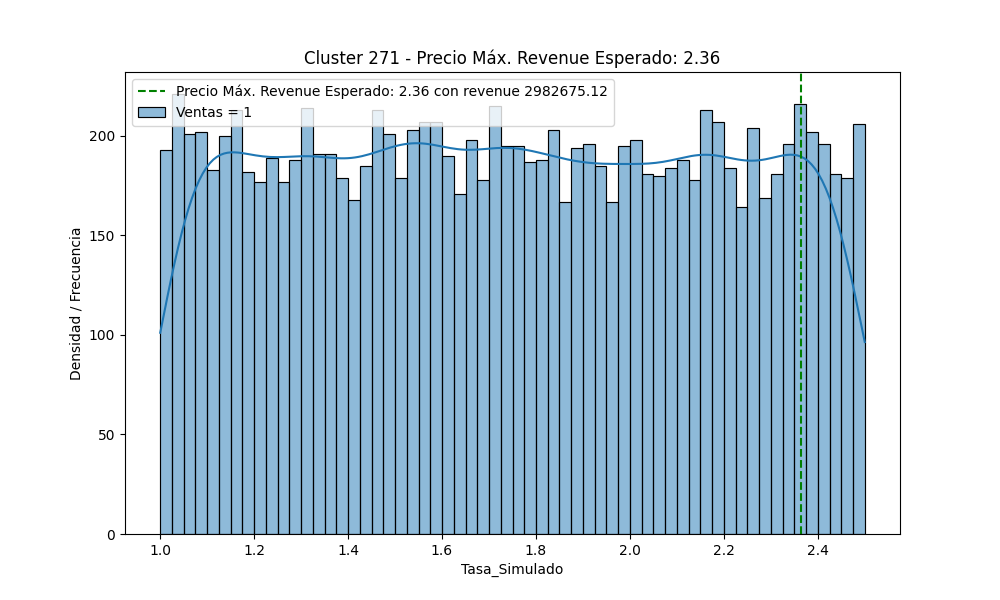 Cluster 271 - Precio Máx. Revenue Esperado: 2.36
Precio Máx. Revenue Esperado: 2.36 con revenue 2982675.12
Ventas = 1
Densidad / Frecuencia
200
150
100
50
0
1.0 1.2 1.4 1.6 1.8 2.0 2.2 2.4
Tasa_Simulado